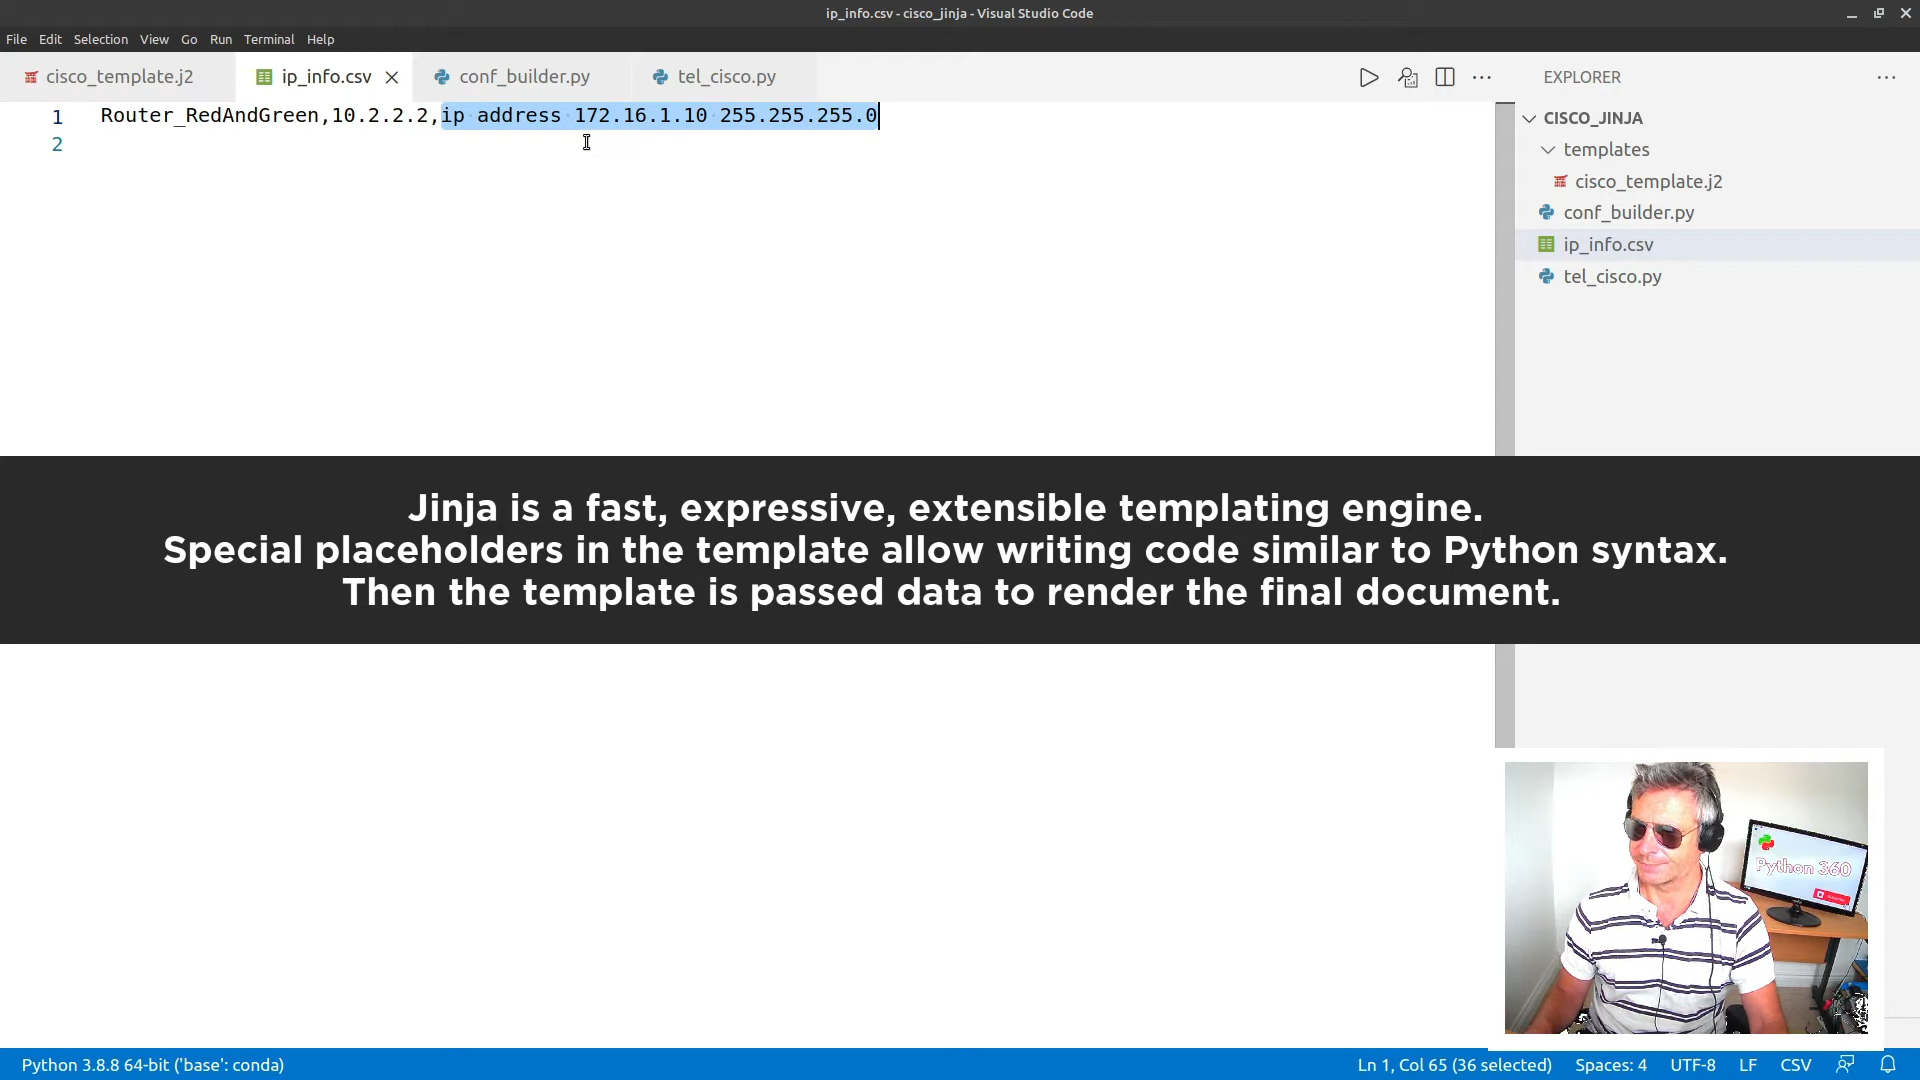 ip_info.csv - cisco_jinja - Visual Studio Code
File Edit Selection View Go Run Terminal Help
cisco_template.j2 ip_info.csv conf_builder.py tel_cisco.py
EXPLORER
1 Router_RedAndGreen,10.2.2.2,ip address 172.16.1.10 255.255.255.0
2
CISCO_JINJA
templates
cisco_template.j2
conf_builder.py
ip_info.csv
tel_cisco.py
Jinja is a fast, expressive, extensible templating engine.
Special placeholders in the template allow writing code similar to Python syntax.
Then the template is passed data to render the final document.
Python 360
Python 3.8.8 64-bit ('base': conda)
Ln 1, Col 65 (36 selected) Spaces: 4 UTF-8 LF CSV